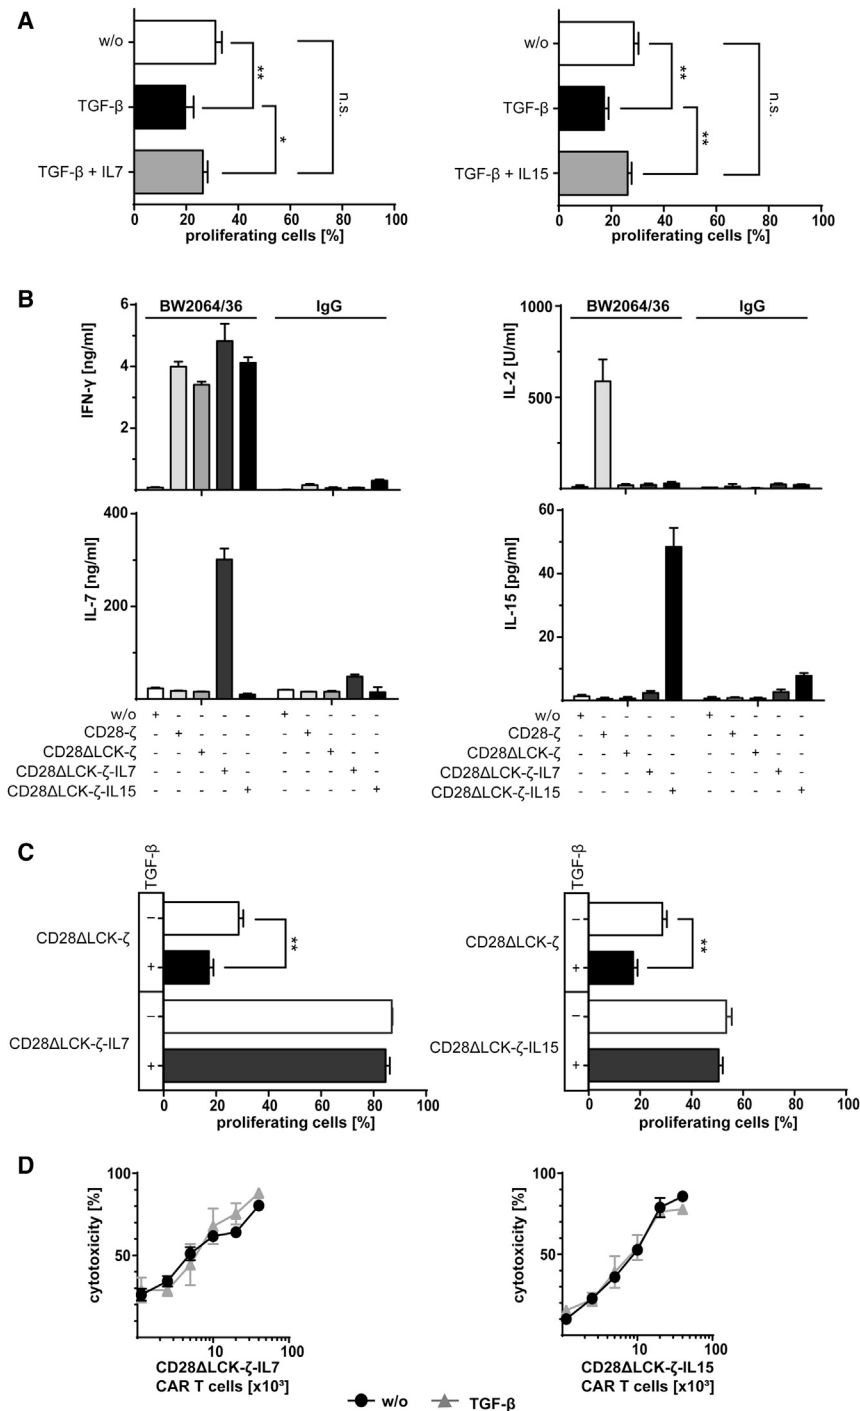 A
w/o
TGF-β
TGF-β + IL7
**
*
n.s.
0 20 40 60 80 100
proliferating cells [%]
w/o
TGF-β
TGF-β + IL15
**
**
n.s.
0 20 40 60 80 100
proliferating cells [%]
B
BW2064/36 IgG
IFN-γ [ng/ml]
6
4
2
BW2064/36 IgG
IL-2 [U/ml]
1000
500
IL-7 [ng/ml]
400
200
IL-15 [pg/ml]
60
40
20
w/o + - - - - + - - - -
CD28-ζ - + - - - - + - - -
CD28ΔLCK-ζ - - + - - - - + - -
CD28ΔLCK-ζ-IL7 - - - + - - - - + -
CD28ΔLCK-ζ-IL15 - - - - + - - - - +
w/o + - - - - + - - - -
CD28-ζ - + - - - - + - - -
CD28ΔLCK-ζ - - + - - - - + - -
CD28ΔLCK-ζ-IL7 - - - + - - - - + -
CD28ΔLCK-ζ-IL15 - - - - + - - - - +
C
TGF-β
CD28ΔLCK-ζ
−
+
**
CD28ΔLCK-ζ-IL7
−
+
0 20 40 60 80 100
proliferating cells [%]
TGF-β
CD28ΔLCK-ζ
−
+
**
CD28ΔLCK-ζ-IL15
−
+
0 20 40 60 80 100
proliferating cells [%]
D
cytotoxicity [%]
100
50
10 100
CD28ΔLCK-ζ-IL7
CAR T cells [x10³]
cytotoxicity [%]
100
50
10 100
CD28ΔLCK-ζ-IL15
CAR T cells [x10³]
w/o TGF-β